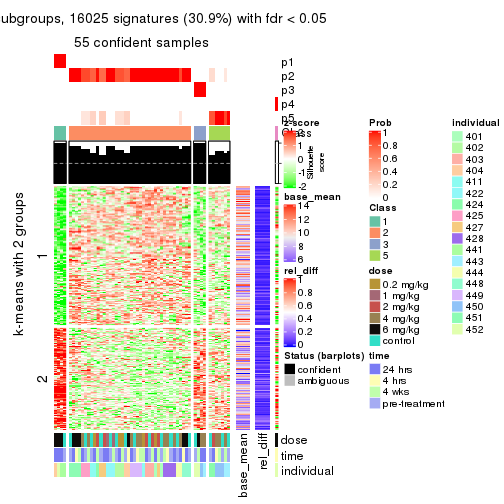 ubgroups, 16025 signatures (30.9%) with fdr < 0.05
55 confident samples
p1
p2
p3
p4
p5
Class
Silhouette
score
k-means with 2 groups
1
2
base_mean
rel_diff
dose
time
individual
z-score
2
1
0
-1
-2
base_mean
14
12
10
8
6
rel_diff
1
0.8
0.6
0.4
0.2
0
Status (barplots)
confident
ambiguous
Prob
1
0.8
0.6
0.4
0.2
0
Class
1
2
3
5
dose
0.2 mg/kg
1 mg/kg
2 mg/kg
4 mg/kg
6 mg/kg
control
time
24 hrs
4 hrs
4 wks
pre-treatment
individual
401
402
403
404
411
422
424
425
427
428
441
443
444
448
449
450
451
452